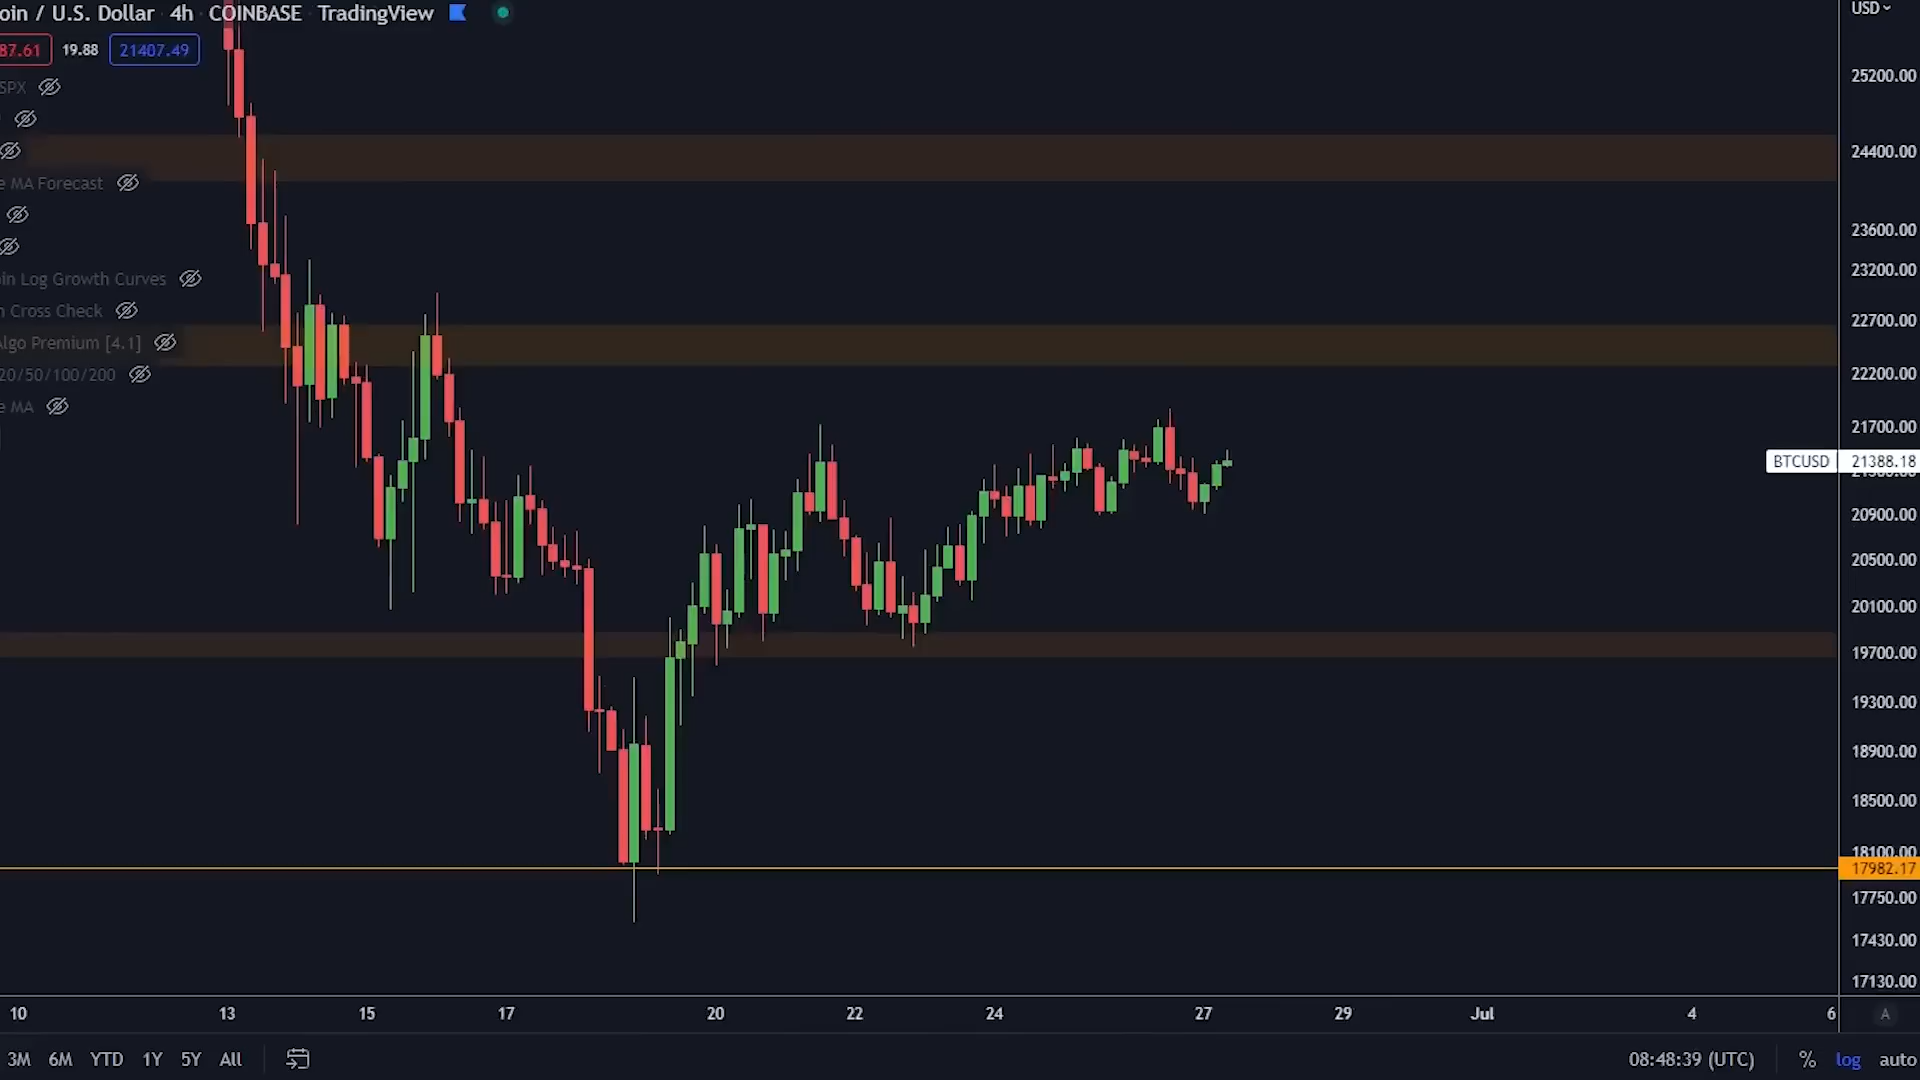 oin / U.S. Dollar · 4h · COINBASE · TradingView
87.61 19.88 21407.49
SPX
e MA Forecast
oin Log Growth Curves
n Cross Check
Algo Premium [4.1]
20/50/100/200
e MA
USD
25200.00
24400.00
23600.00
23200.00
22700.00
22200.00
21700.00
BTCUSD 21388.18
20900.00
20500.00
20100.00
19700.00
19300.00
18900.00
18500.00
18100.00
17982.17
17750.00
17430.00
17130.00
10 13 15 17 20 22 24 27 29 Jul 4 6 A
3M 6M YTD 1Y 5Y All 08:48:39 (UTC) % log auto